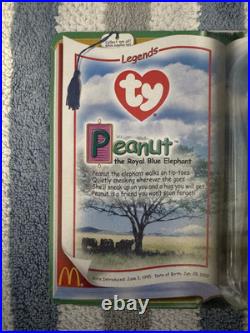 Legends
ty
Peanut™
the Royal Blue Elephant
Peanut the elephant walks on tip-toes
Quietly sneaking wherever she goes
She'll sneak up on you and a hug you will get
Peanut is a friend you won't soon forget!
Date Introduced: June 3, 1995 Date of Birth: Jan. 25,